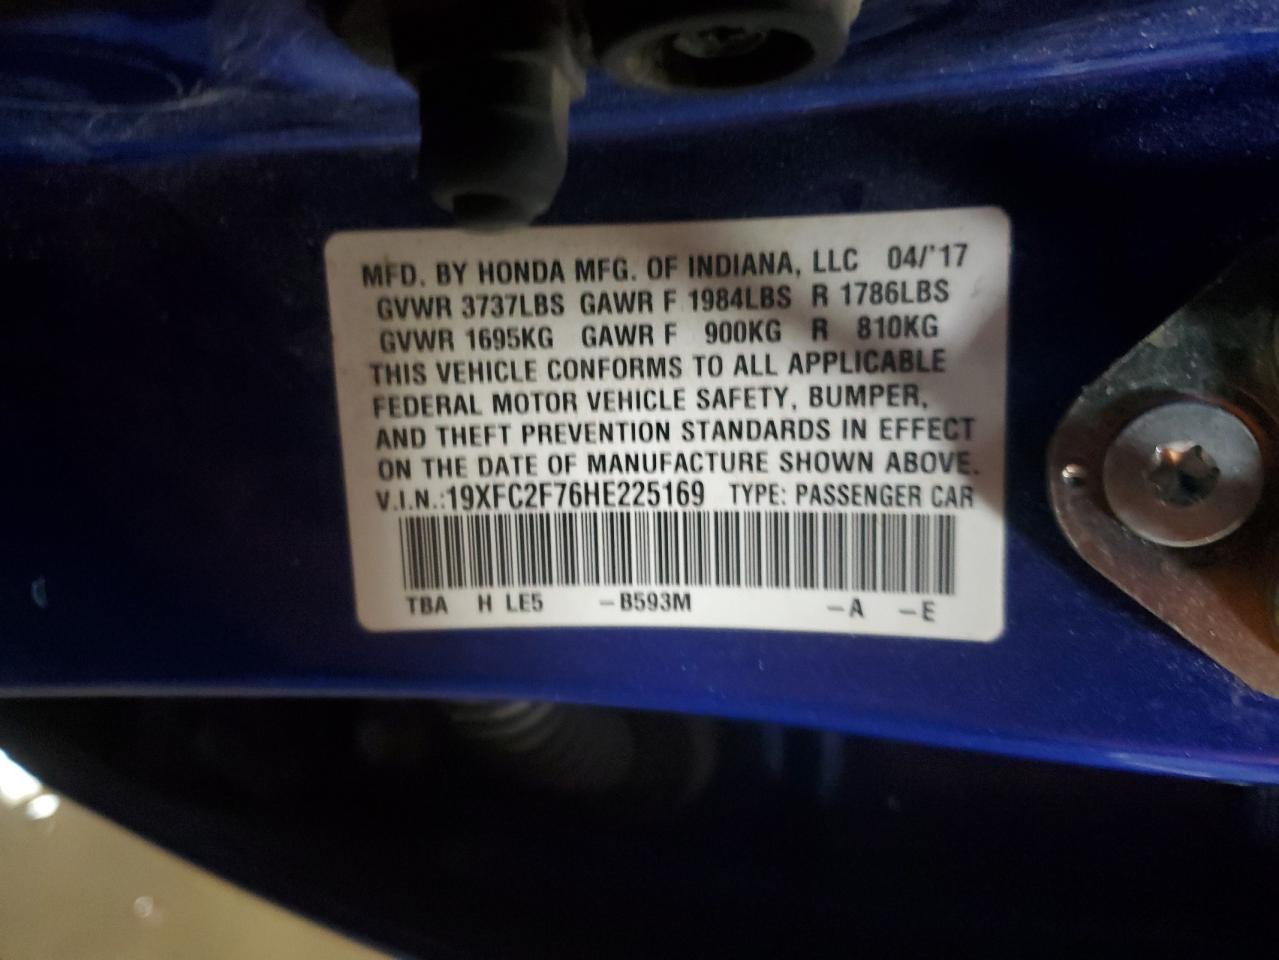 MFD. BY HONDA MFG. OF INDIANA, LLC 04/'17
GVWR 3737LBS GAWR F 1984LBS R 1786LBS
GVWR 1695KG GAWR F 900KG R 810KG
THIS VEHICLE CONFORMS TO ALL APPLICABLE
FEDERAL MOTOR VEHICLE SAFETY, BUMPER,
AND THEFT PREVENTION STANDARDS IN EFFECT
ON THE DATE OF MANUFACTURE SHOWN ABOVE.
V.I.N.:19XFC2F76HE225169 TYPE: PASSENGER CAR
TBA H LE5 –B593M –A –E